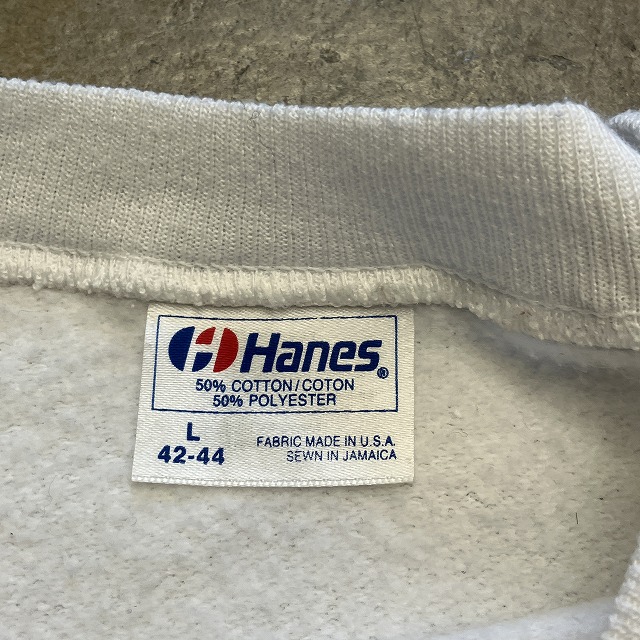 Hanes®
50% COTTON/COTON
50% POLYESTER
L
42-44
FABRIC MADE IN U.S.A.
SEWN IN JAMAICA